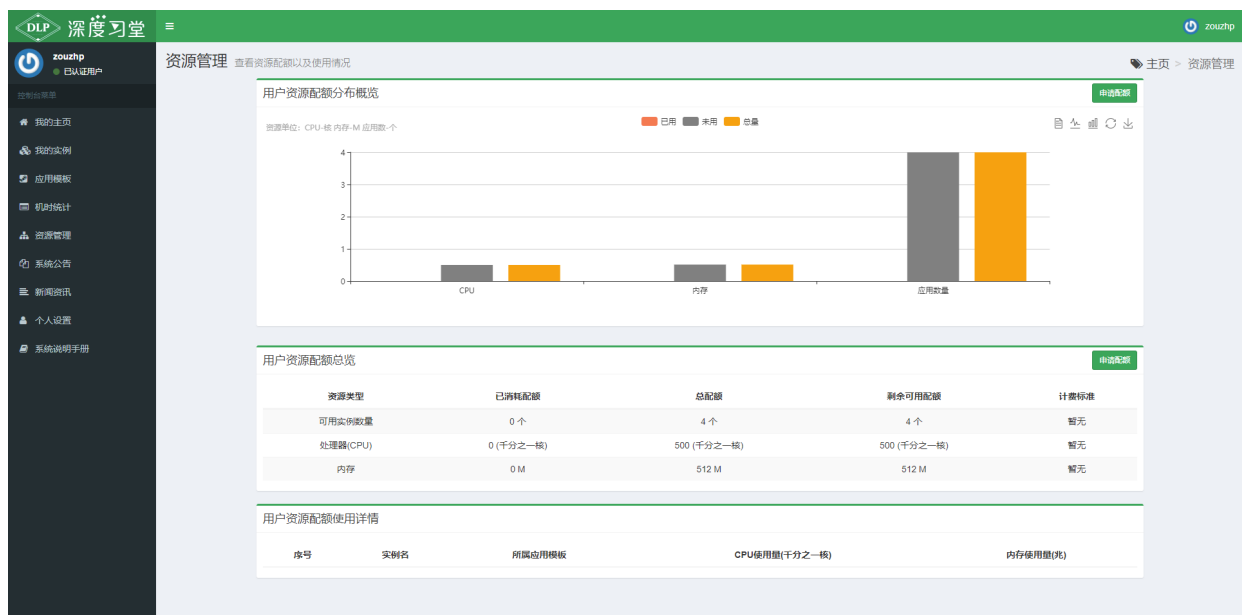 DLP 深度习堂
zouzhp
zouzhp
已认证用户
控制台菜单
我的主页
我的实例
应用模板
机时统计
资源管理
系统公告
新闻资讯
个人设置
系统说明手册
资源管理 查看资源配额以及使用情况
主页 > 资源管理
用户资源配额分布概览
申请配额
资源单位：CPU-核 内存-M 应用数-个
已用 未用 总量
4
3
2
1
0
CPU 内存 应用数量
用户资源配额总览
申请配额
资源类型 已消耗配额 总配额 剩余可用配额 计费标准
可用实例数量 0 个 4 个 4 个 暂无
处理器(CPU) 0 (千分之一核) 500 (千分之一核) 500 (千分之一核) 暂无
内存 0 M 512 M 512 M 暂无
用户资源配额使用详情
序号 实例名 所属应用模板 CPU使用量(千分之一核) 内存使用量(兆)